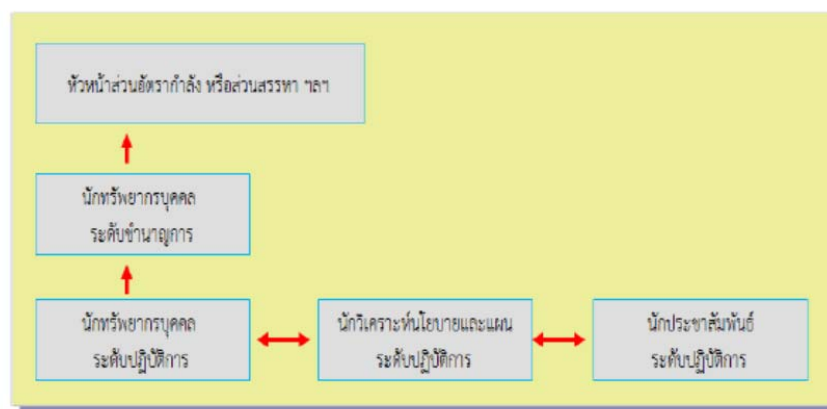 หัวหน้าส่วนอัตรากำลัง หรือส่วนสรรหา ฯลฯ
นักทรัพยากรบุคคล
ระดับชำนาญการ
นักทรัพยากรบุคคล
ระดับปฏิบัติการ
นักวิเคราะห์นโยบายและแผน
ระดับปฏิบัติการ
นักประชาสัมพันธ์
ระดับปฏิบัติการ